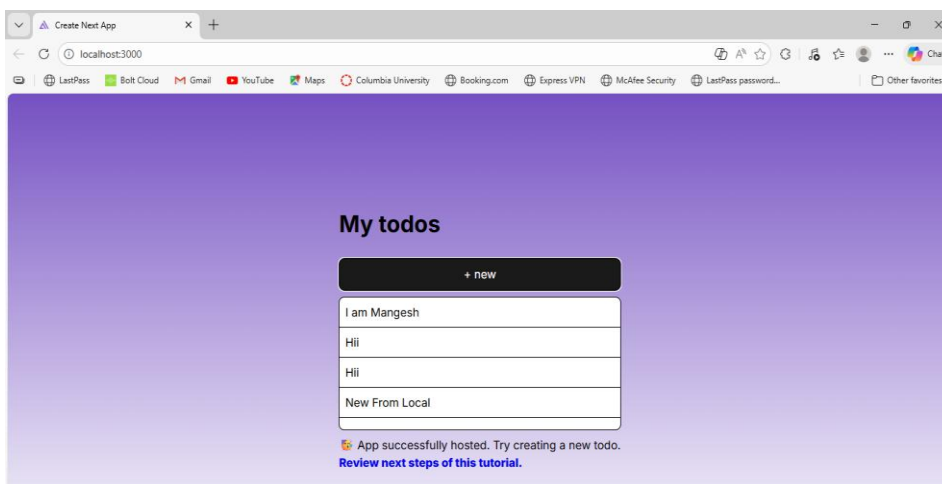 Create Next App
localhost:3000
Cha
LastPass Bolt Cloud Gmail YouTube Maps Columbia University Booking.com Express VPN McAfee Security LastPass password... Other favorites
My todos
+ new
I am Mangesh
Hii
Hii
New From Local
App successfully hosted. Try creating a new todo.
Review next steps of this tutorial.